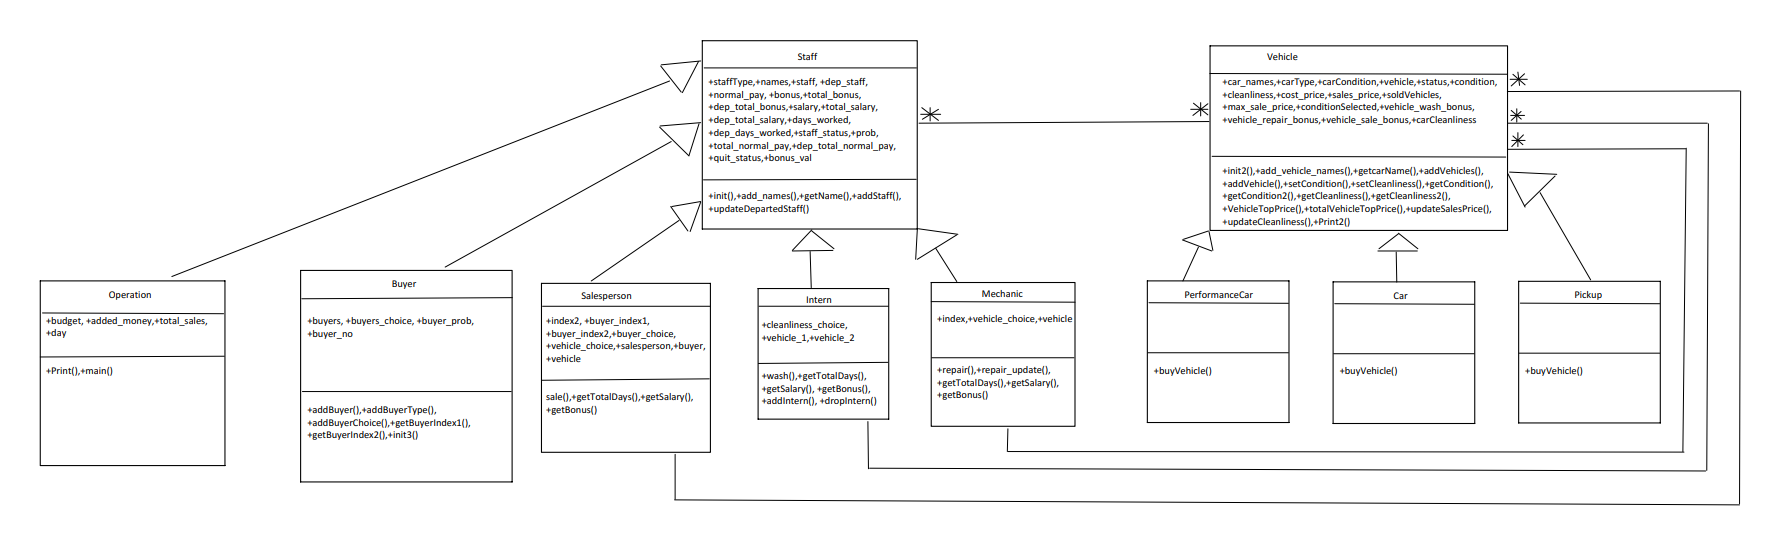 Staff
+staffType,+names,+staff, +dep_staff,
+normal_pay, +bonus,+total_bonus,
+dep_total_bonus,+salary,+total_salary,
+dep_total_salary,+days_worked,
+dep_days_worked,+staff_status,+prob,
+total_normal_pay,+dep_total_normal_pay,
+quit_status,+bonus_val
+init(),+add_names(),+getName(),+addStaff(),
+updateDepartedStaff()
Vehicle
+car_names,+carType,+carCondition,+vehicle,+status,+condition,
+cleanliness,+cost_price,+sales_price,+soldVehicles,
+max_sale_price,+conditionSelected,+vehicle_wash_bonus,
+vehicle_repair_bonus,+vehicle_sale_bonus,+carCleanliness
+init2(),+add_vehicle_names(),+getcarName(),+addVehicles(),
+addVehicle(),+setCondition(),+setCleanliness(),+getCondition(),
+getCondition2(),+getCleanliness(),+getCleanliness2(),
+VehicleTopPrice(),+totalVehicleTopPrice(),+updateSalesPrice(),
+updateCleanliness(),+Print2()
Operation
+budget, +added_money,+total_sales,
+day
+Print(),+main()
Buyer
+buyers, +buyers_choice, +buyer_prob,
+buyer_no
+addBuyer(),+addBuyerType(),
+addBuyerChoice(),+getBuyerIndex1(),
+getBuyerIndex2(),+init3()
Salesperson
+index2, +buyer_index1,
+buyer_index2,+buyer_choice,
+vehicle_choice,+salesperson,+buyer,
+vehicle
sale(),+getTotalDays(),+getSalary(),
+getBonus()
Intern
+cleanliness_choice,
+vehicle_1,+vehicle_2
+wash(),+getTotalDays(),
+getSalary(), +getBonus(),
+addIntern(), +dropIntern()
Mechanic
+index,+vehicle_choice,+vehicle
+repair(),+repair_update(),
+getTotalDays(),+getSalary(),
+getBonus()
PerformanceCar
+buyVehicle()
Car
+buyVehicle()
Pickup
+buyVehicle()